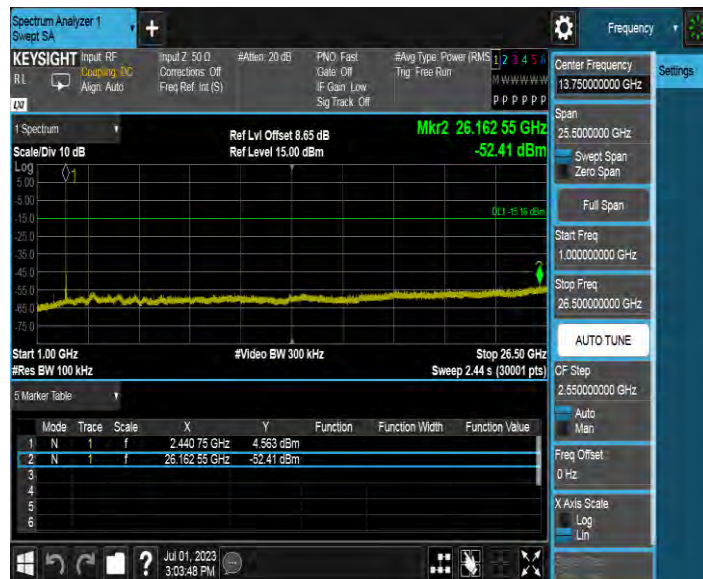 Spectrum Analyzer 1
Swept SA
Frequency
KEYSIGHT
RL
LXI
Input: RF
Coupling: DC
Align: Auto
Input Z: 50 Ω
Corrections: Off
Freq Ref: Int (S)
#Atten: 20 dB
PNO: Fast
Gate: Off
IF Gain: Low
Sig Track: Off
#Avg Type: Power (RMS
Trig: Free Run
1 2 3 4 5 6
M W W W W W
P P P P P P
Center Frequency
13.750000000 GHz
Settings
Span
25.5000000 GHz
Swept Span
Zero Span
Full Span
Start Freq
1.000000000 GHz
Stop Freq
26.500000000 GHz
AUTO TUNE
CF Step
2.550000000 GHz
Auto
Man
Freq Offset
0 Hz
X Axis Scale
Log
Lin
1 Spectrum
Scale/Div 10 dB
Ref Lvl Offset 8.65 dB
Ref Level 15.00 dBm
Mkr2 26.162 55 GHz
-52.41 dBm
Log
5.00
-5.00
-15.0
-25.0
-35.0
-45.0
-55.0
-65.0
-75.0
1
2
DL1 -15.16 dBm
Start 1.00 GHz
#Res BW 100 kHz
#Video BW 300 kHz
Stop 26.50 GHz
Sweep 2.44 s (30001 pts)
5 Marker Table
Mode Trace Scale X Y Function Function Width Function Value
1 N 1 f 2.440 75 GHz 4.563 dBm
2 N 1 f 26.162 55 GHz -52.41 dBm
3
4
5
6
?
Jul 01, 2023
3:03:48 PM